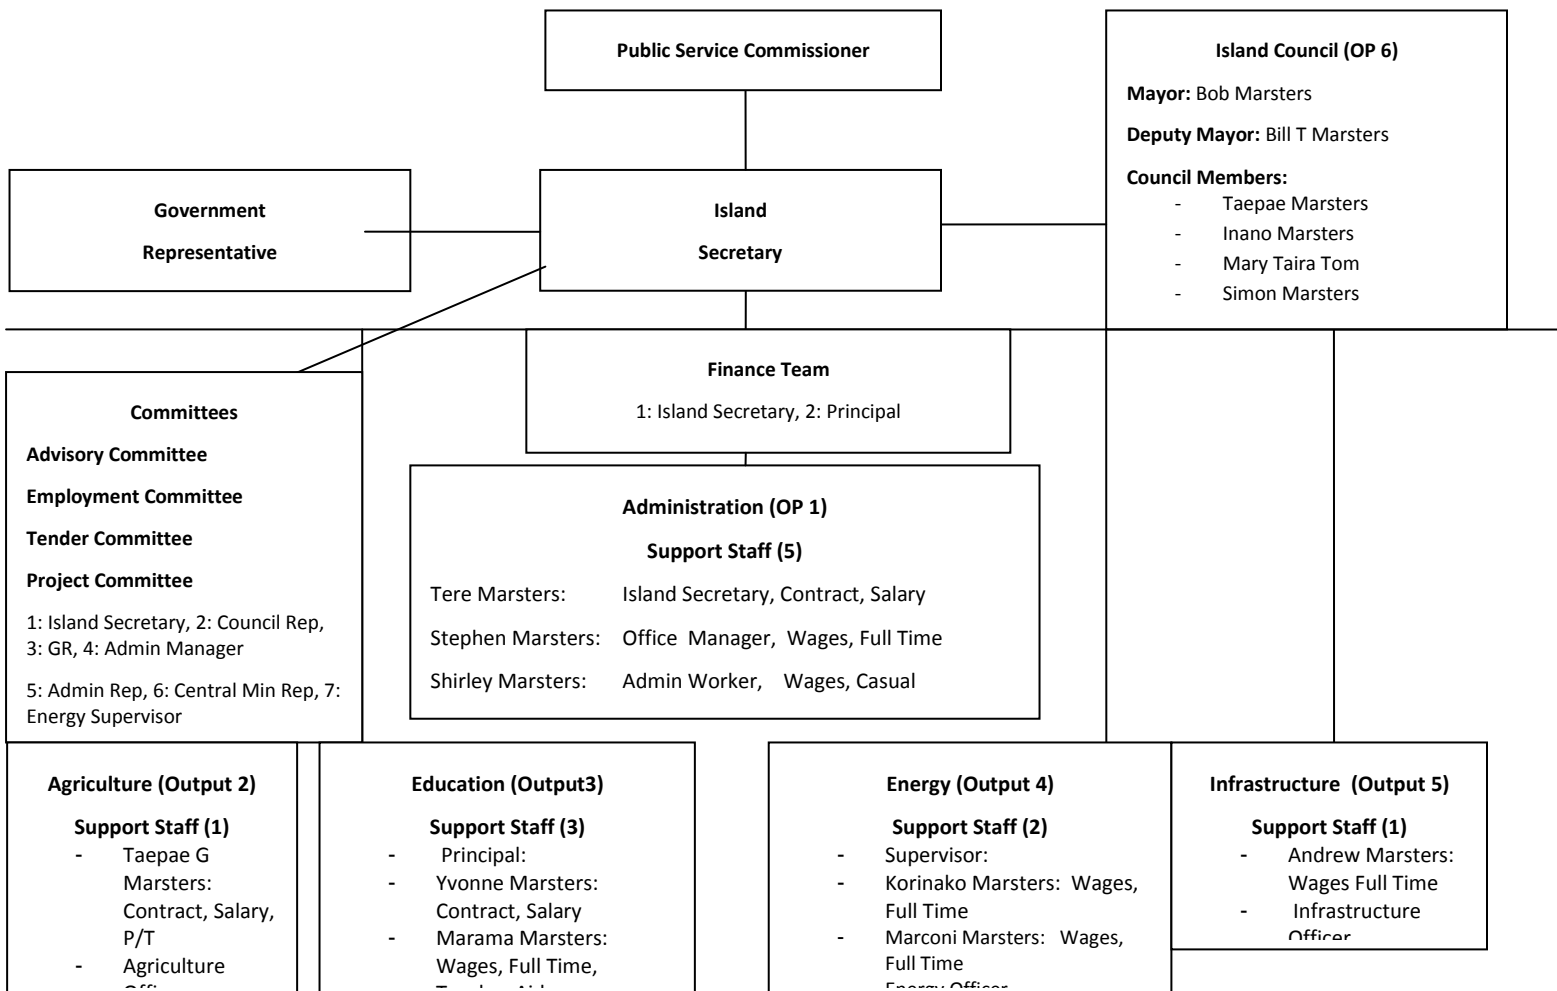 Public Service Commissioner
Island Council (OP 6)
Mayor: Bob Marsters
Deputy Mayor: Bill T Marsters
Council Members:
- Taepae Marsters
- Inano Marsters
- Mary Taira Tom
- Simon Marsters
Government
Representative
Island
Secretary
Finance Team
1: Island Secretary, 2: Principal
Committees
Advisory Committee
Employment Committee
Tender Committee
Project Committee
1: Island Secretary, 2: Council Rep,
3: GR, 4: Admin Manager
5: Admin Rep, 6: Central Min Rep, 7:
Energy Supervisor
Administration (OP 1)
Support Staff (5)
Tere Marsters: Island Secretary, Contract, Salary
Stephen Marsters: Office Manager, Wages, Full Time
Shirley Marsters: Admin Worker, Wages, Casual
Agriculture (Output 2)
Support Staff (1)
- Taepae G
Marsters:
Contract, Salary,
P/T
- Agriculture
Education (Output3)
Support Staff (3)
- Principal:
- Yvonne Marsters:
Contract, Salary
- Marama Marsters:
Wages, Full Time,
Energy (Output 4)
Support Staff (2)
- Supervisor:
- Korinako Marsters: Wages,
Full Time
- Marconi Marsters: Wages,
Full Time
Energy Officer
Infrastructure (Output 5)
Support Staff (1)
- Andrew Marsters:
Wages Full Time
- Infrastructure
Officer